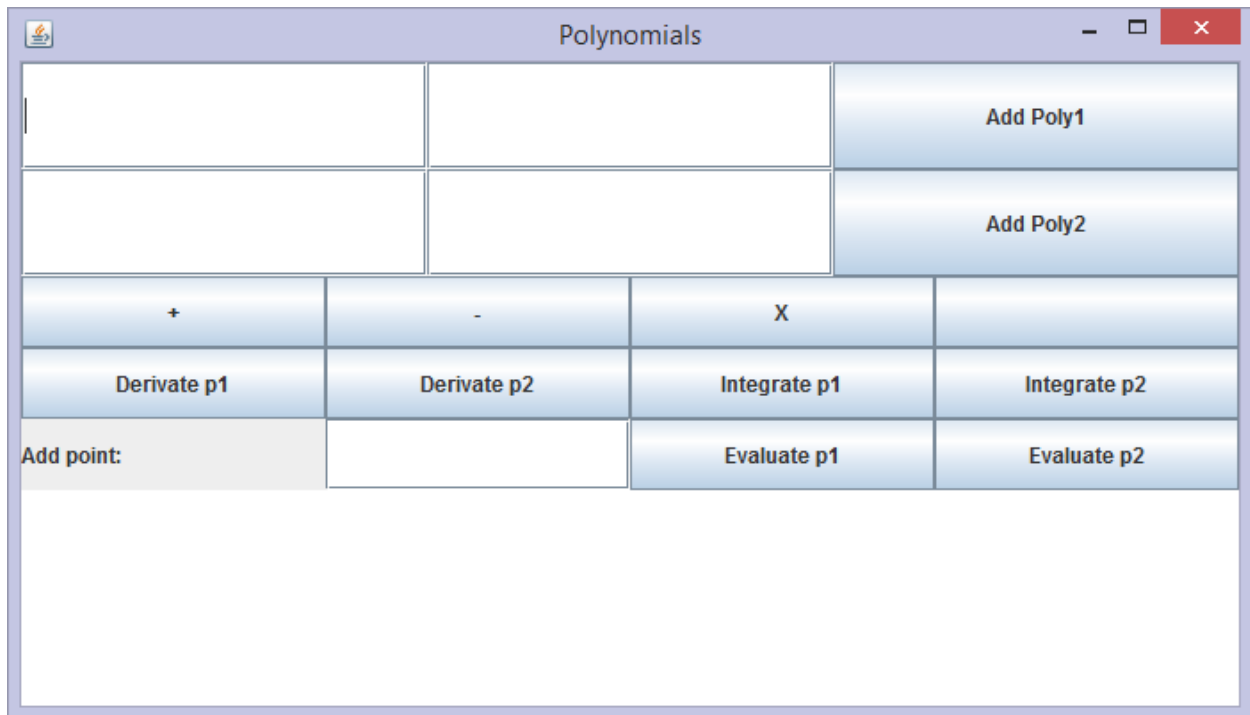 Polynomials
Add Poly1
Add Poly2
+ - X
Derivate p1 Derivate p2 Integrate p1 Integrate p2
Add point: Evaluate p1 Evaluate p2